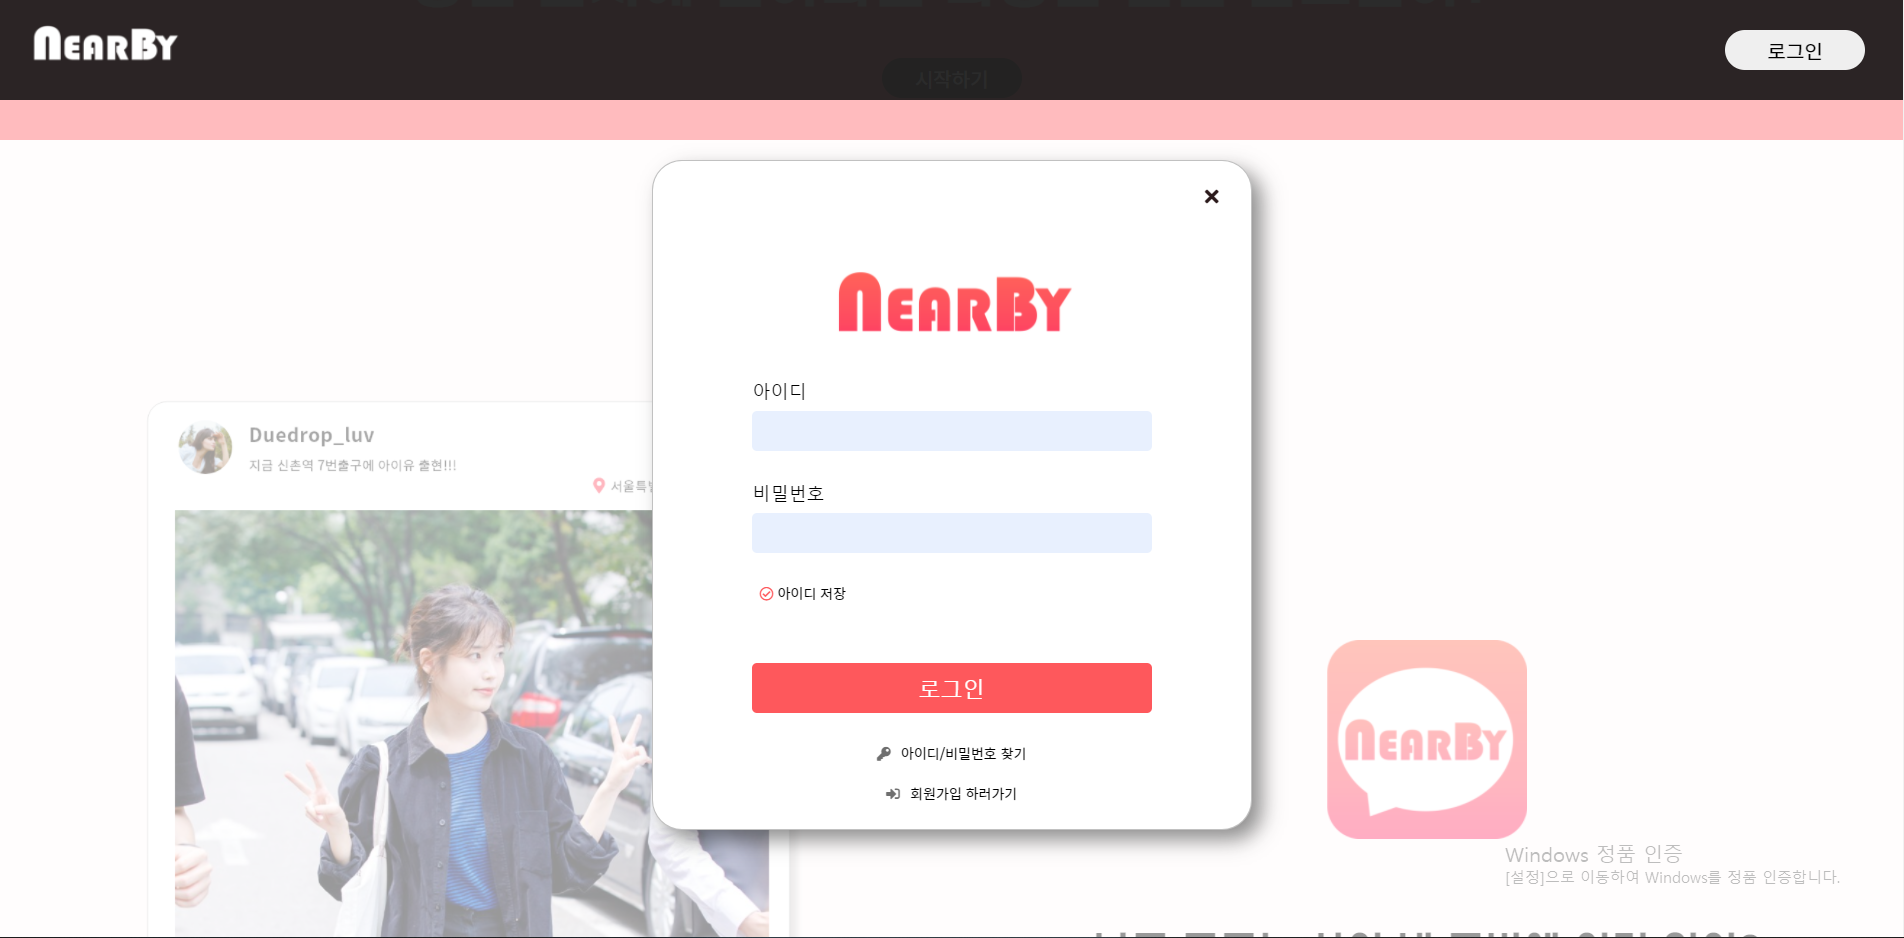 NEARBY
로그인
시작하기
NEARBY
아이디
비밀번호
아이디 저장
로그인
아이디/비밀번호 찾기
회원가입 하러가기
Duedrop_luv
지금 신촌역 7번출구에 아이유 출현!!!
NEARBY
Windows 정품 인증
[설정]으로 이동하여 Windows를 정품 인증합니다.